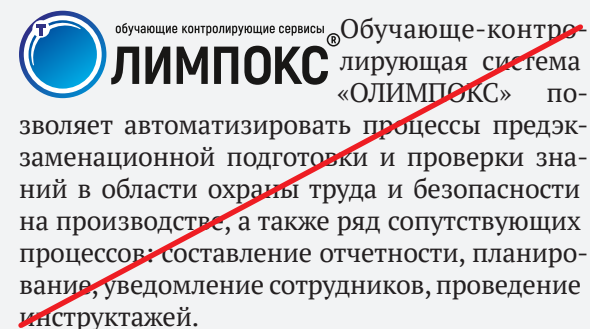 Т
обучающие контролирующие сервисы
ЛИМПОКС®
Обучающе-контро-
лирующая система
«ОЛИМПОКС» по-
зволяет автоматизировать процессы предэк-
заменационной подготовки и проверки зна-
ний в области охраны труда и безопасности
на производстве, а также ряд сопутствующих
процессов: составление отчетности, планиро-
вание, уведомление сотрудников, проведение
инструктажей.